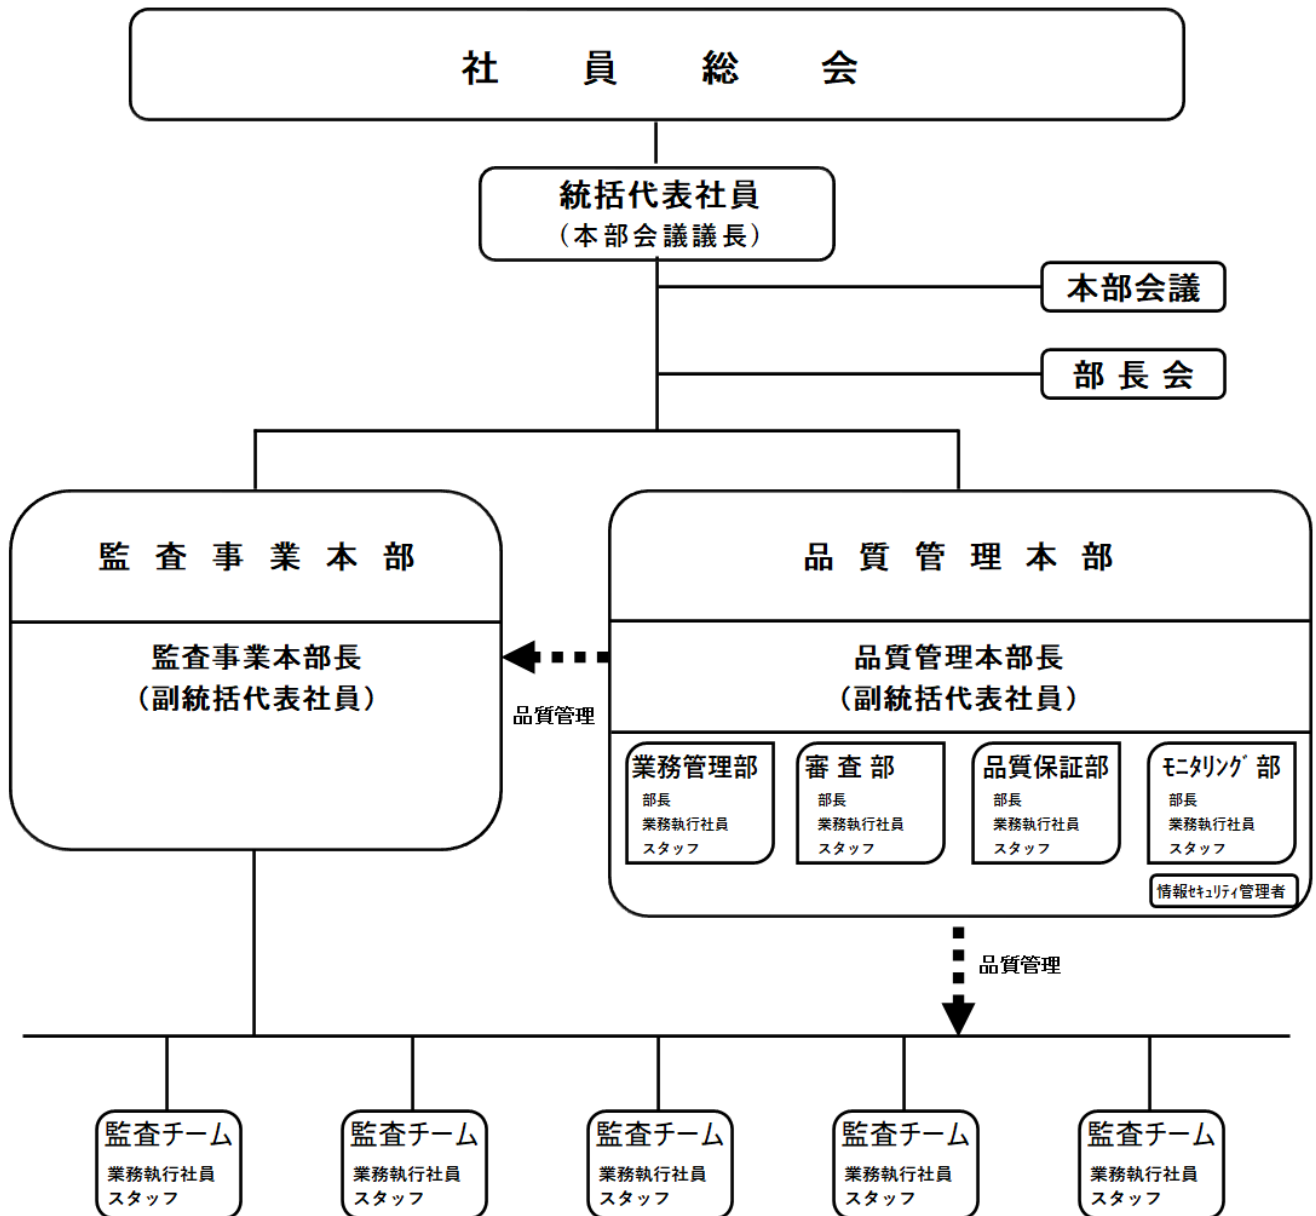 社員総会
統括代表社員
(本部会議議長)
本部会議
部長会
監査事業本部
監査事業本部長
(副統括代表社員)
品質管理
品質管理本部
品質管理本部長
(副統括代表社員)
業務管理部
部長
業務執行社員
スタッフ
審査部
部長
業務執行社員
スタッフ
品質保証部
部長
業務執行社員
スタッフ
ﾓﾆﾀﾘﾝｸﾞ部
部長
業務執行社員
スタッフ
情報ｾｷｭﾘﾃｨ管理者
品質管理
監査チーム
業務執行社員
スタッフ
監査チーム
業務執行社員
スタッフ
監査チーム
業務執行社員
スタッフ
監査チーム
業務執行社員
スタッフ
監査チーム
業務執行社員
スタッフ